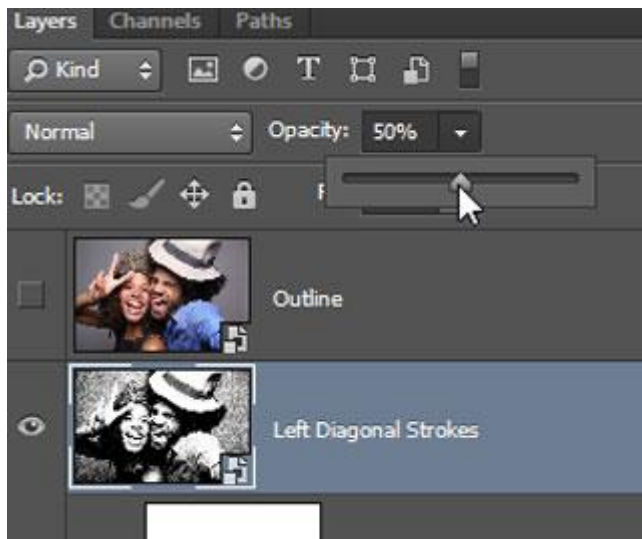 Layers Channels Paths
Kind T
Normal Opacity: 50%
Lock: F
Outline
Left Diagonal Strokes